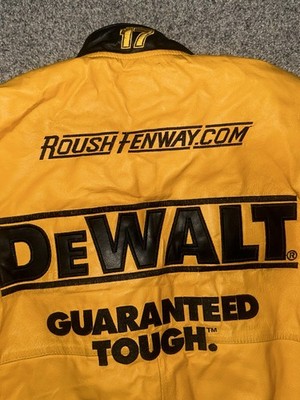 17
ROUSHFENWAY.COM
DEWALT®
GUARANTEED
TOUGH.™